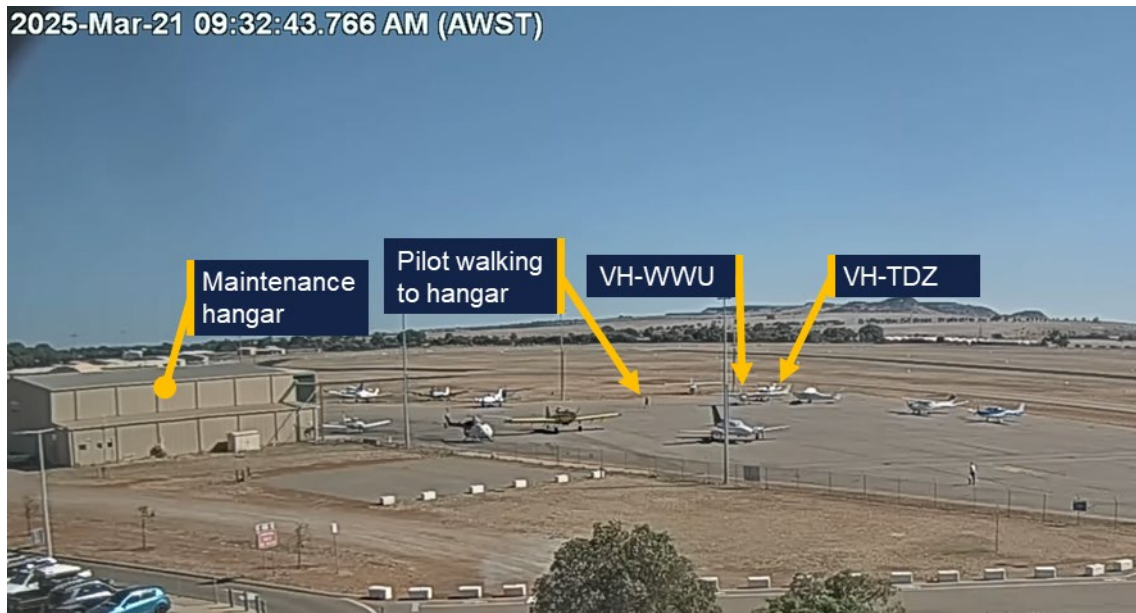 2025-Mar-21 09:32:43.766 AM (AWST)
Pilot walking
to hangar
VH-WWU
VH-TDZ
Maintenance
hangar